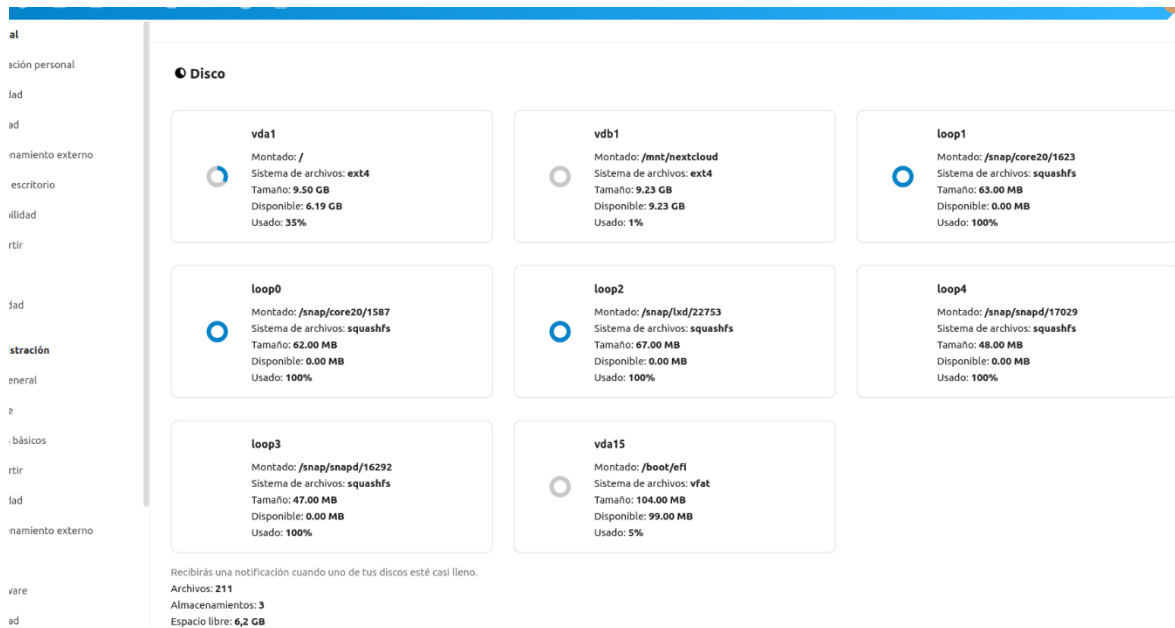 al
ación personal
dad
ad
namiento externo
escritorio
ilidad
rtir
dad
stración
eneral
e
básicos
rtir
dad
namiento externo
ware
ad
Disco
vda1
Montado: /
Sistema de archivos: ext4
Tamaño: 9.50 GB
Disponible: 6.19 GB
Usado: 35%
vdb1
Montado: /mnt/nextcloud
Sistema de archivos: ext4
Tamaño: 9.23 GB
Disponible: 9.23 GB
Usado: 1%
loop1
Montado: /snap/core20/1623
Sistema de archivos: squashfs
Tamaño: 63.00 MB
Disponible: 0.00 MB
Usado: 100%
loop0
Montado: /snap/core20/1587
Sistema de archivos: squashfs
Tamaño: 62.00 MB
Disponible: 0.00 MB
Usado: 100%
loop2
Montado: /snap/lxd/22753
Sistema de archivos: squashfs
Tamaño: 67.00 MB
Disponible: 0.00 MB
Usado: 100%
loop4
Montado: /snap/snapd/17029
Sistema de archivos: squashfs
Tamaño: 48.00 MB
Disponible: 0.00 MB
Usado: 100%
loop3
Montado: /snap/snapd/16292
Sistema de archivos: squashfs
Tamaño: 47.00 MB
Disponible: 0.00 MB
Usado: 100%
vda15
Montado: /boot/efi
Sistema de archivos: vfat
Tamaño: 104.00 MB
Disponible: 99.00 MB
Usado: 5%
Recibirás una notificación cuando uno de tus discos esté casi lleno.
Archivos: 211
Almacenamientos: 3
Espacio libre: 6,2 GB